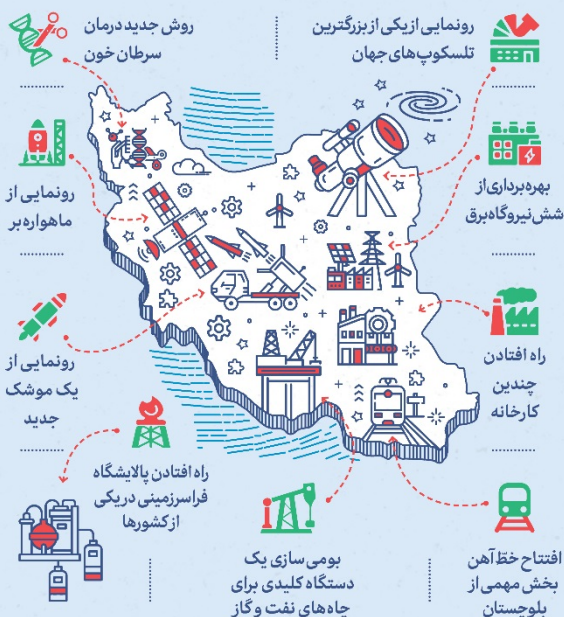 رونمایی از یکی از بزرگترین
تلسکوپ‌های جهان
روش جدید درمان
سرطان خون
بهره‌برداری از
شش نیروگاه برق
رونمایی از
ماهواره‌بر
راه افتادن
چندین
کارخانه
رونمایی از
یک موشک
جدید
راه افتادن پالایشگاه
فراسرزمینی در یکی
از کشورها
افتتاح خط‌آهن
بخش مهمی از
بلوچستان
بومی سازی یک
دستگاه کلیدی برای
چاه‌های نفت و گاز